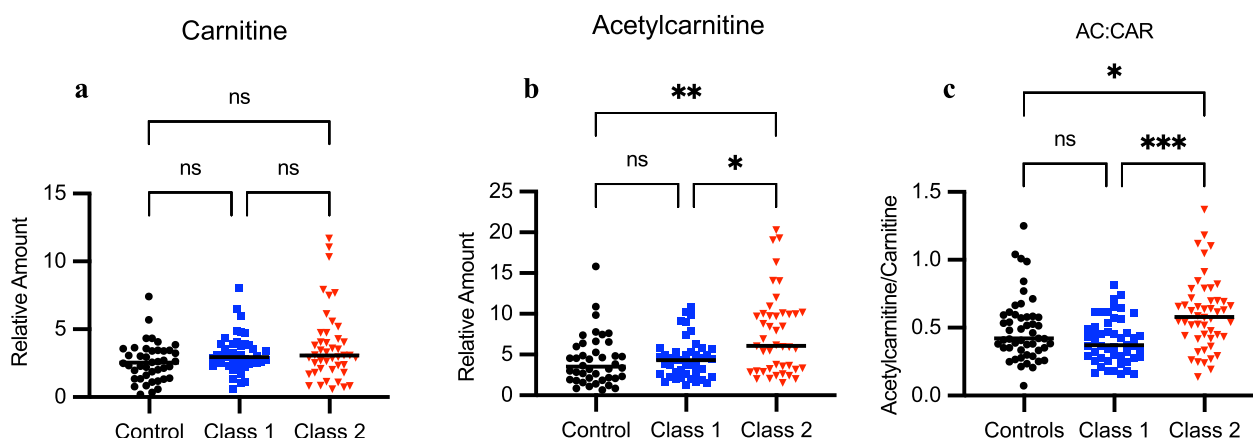 Carnitine
a
ns
ns
ns
Relative Amount
15
10
5
0
Control
Class 1
Class 2
Acetylcarnitine
b
**
ns
*
Relative Amount
25
20
15
10
5
0
Control
Class 1
Class 2
AC:CAR
c
*
ns
***
Acetylcarnitine/Carnitine
1.5
1.0
0.5
0.0
Controls
Class 1
Class 2